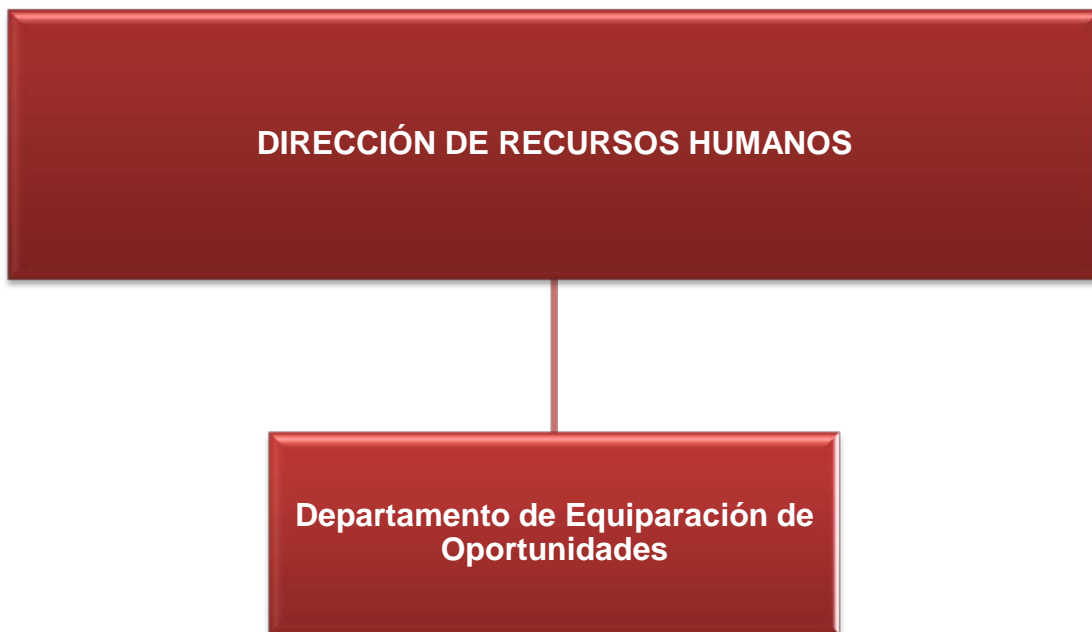 DIRECCIÓN DE RECURSOS HUMANOS
Departamento de Equiparación de
Oportunidades